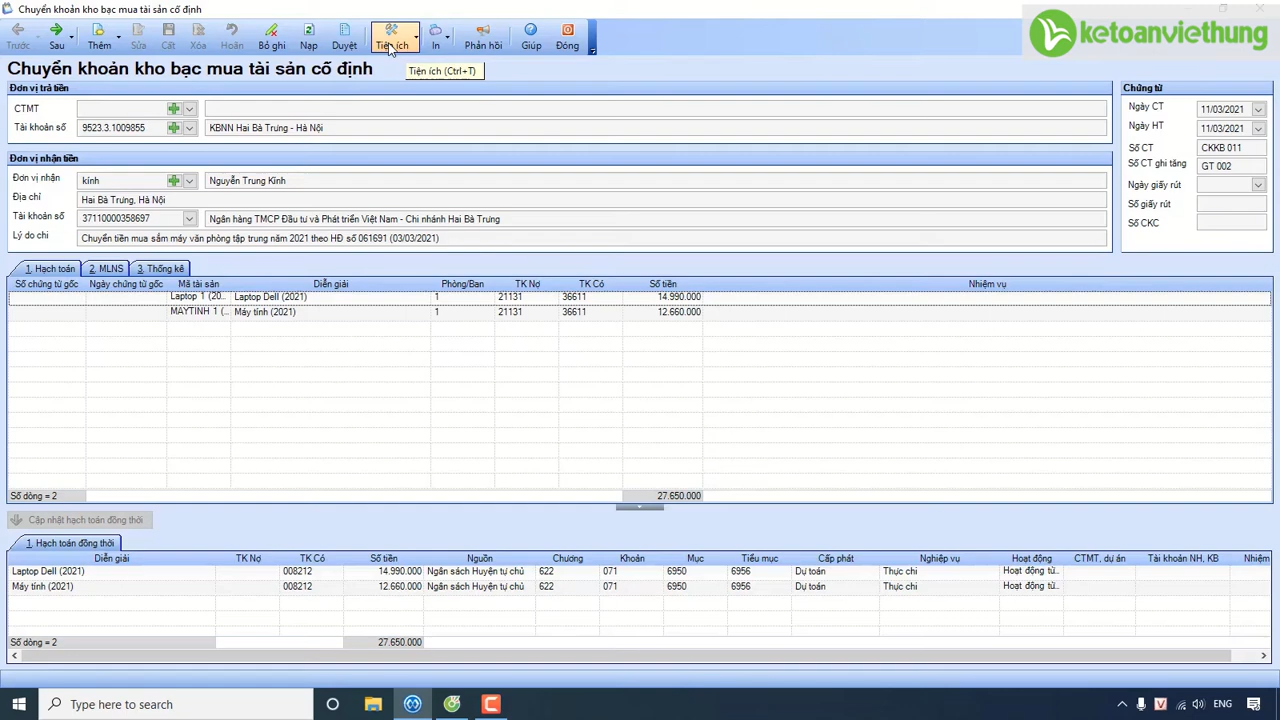 Chuyển khoản kho bạc mua tài sản cố định
ketoanviethung
Trước Sau Thêm Sửa Cất Xóa Hoãn Bỏ ghi Nạp Duyệt Tiện ích In Phản hồi Giúp Đóng
Chuyển khoản kho bạc mua tài sản cố định
Tiện ích (Ctrl+T)
Đơn vị trả tiền
CTMT
Tài khoản số 9523.3.1009855 KBNN Hai Bà Trưng - Hà Nội
Đơn vị nhận tiền
Đơn vị nhận kính Nguyễn Trung Kính
Địa chỉ Hai Bà Trưng, Hà Nội
Tài khoản số 37110000358697 Ngân hàng TMCP Đầu tư và Phát triển Việt Nam - Chi nhánh Hai Bà Trưng
Lý do chi Chuyển tiền mua sắm máy văn phòng tập trung năm 2021 theo HĐ số 061691 (03/03/2021)
Chứng từ
Ngày CT 11/03/2021
Ngày HT 11/03/2021
Số CT CKKB 011
Số CT ghi tăng GT 002
Ngày giấy rút
Số giấy rút
Số CKC
1. Hạch toán 2. MLNS 3. Thống kê
Số chứng từ gốc Ngày chứng từ gốc Mã tài sản Diễn giải Phòng/Ban TK Nợ TK Có Số tiền Nhiệm vụ
Laptop 1 (20... Laptop Dell (2021) 1 21131 36611 14.990.000
MAYTINH 1 (... Máy tính (2021) 1 21131 36611 12.660.000
Số dòng = 2 27.650.000
Cập nhật hạch toán đồng thời
1. Hạch toán đồng thời
Diễn giải TK Nợ TK Có Số tiền Nguồn Chương Khoản Mục Tiểu mục Cấp phát Nghiệp vụ Hoạt động CTMT, dự án Tài khoản NH, KB Nhiệm
Laptop Dell (2021) 008212 14.990.000 Ngân sách Huyện tự chủ 622 071 6950 6956 Dự toán Thực chi Hoạt động từ...
Máy tính (2021) 008212 12.660.000 Ngân sách Huyện tự chủ 622 071 6950 6956 Dự toán Thực chi Hoạt động từ...
Số dòng = 2 27.650.000
Type here to search
ENG